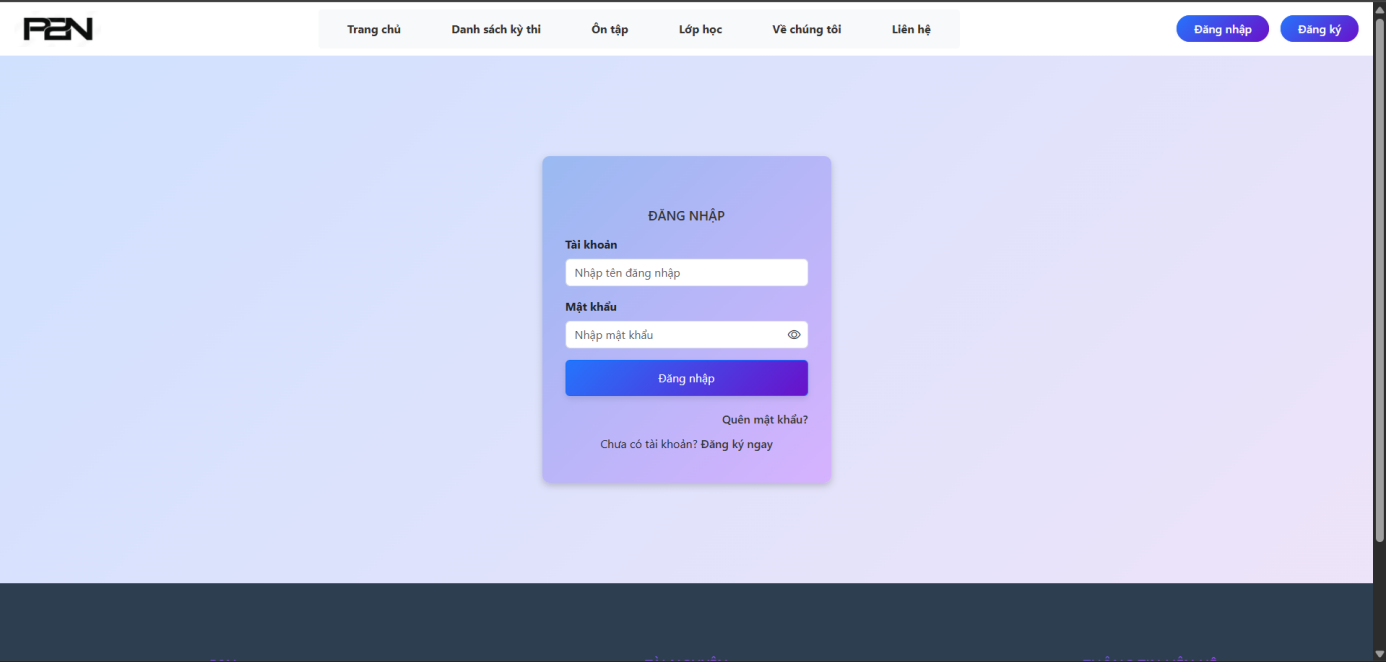 P2N
Trang chủ Danh sách kỳ thi Ôn tập Lớp học Về chúng tôi Liên hệ Đăng nhập Đăng ký
ĐĂNG NHẬP
Tài khoản
Nhập tên đăng nhập
Mật khẩu
Nhập mật khẩu
Đăng nhập
Quên mật khẩu?
Chưa có tài khoản? Đăng ký ngay